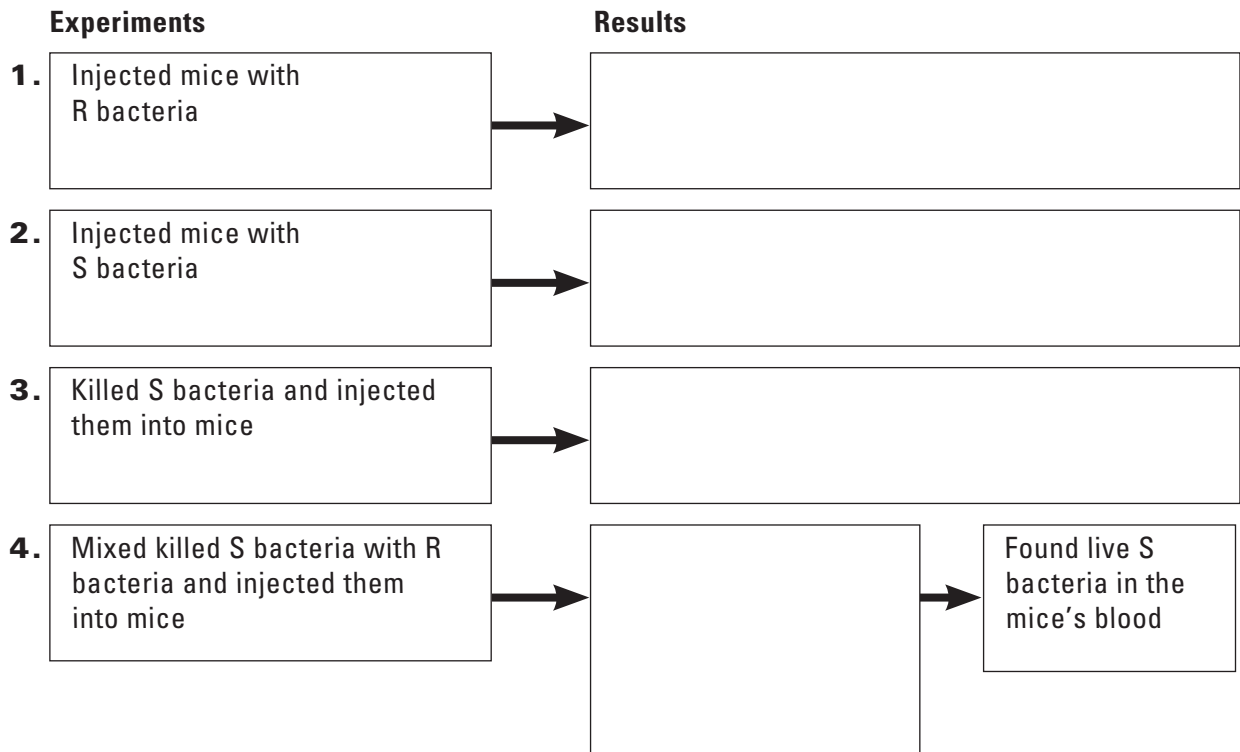 Experiments
Results
1. Injected mice with
R bacteria
2. Injected mice with
S bacteria
3. Killed S bacteria and injected
them into mice
4. Mixed killed S bacteria with R
bacteria and injected them
into mice
Found live S
bacteria in the
mice’s blood